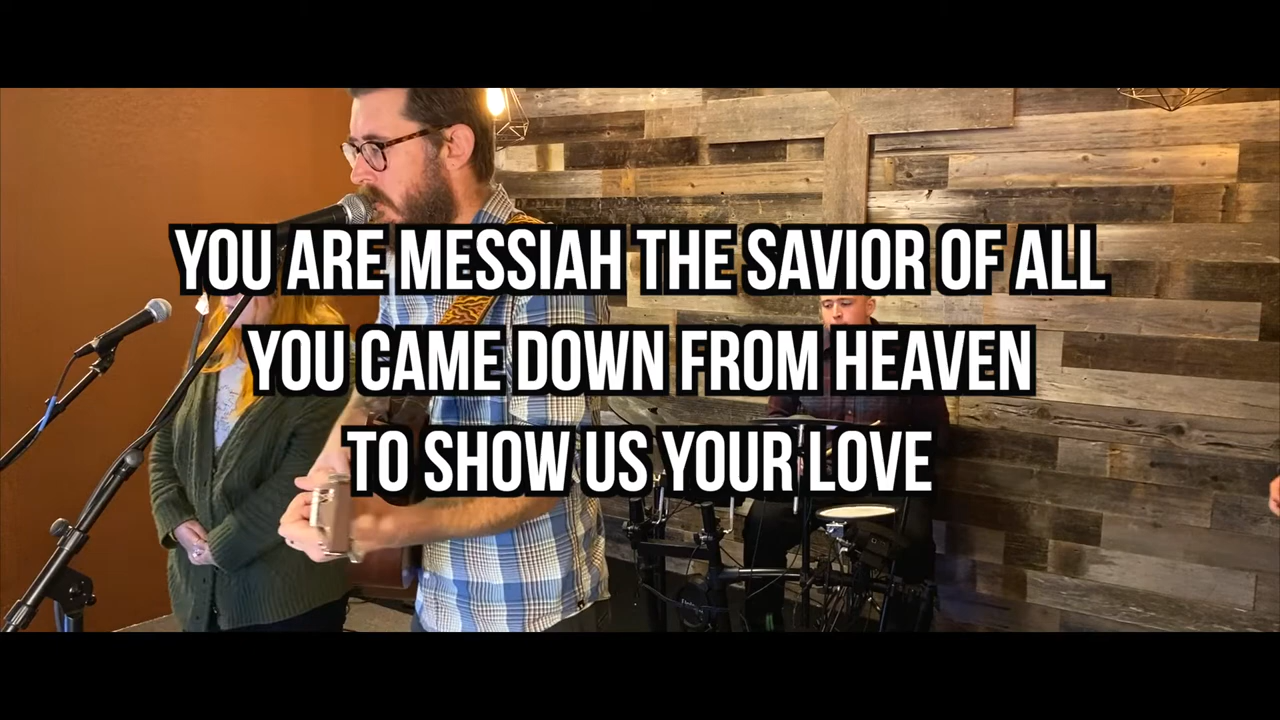 YOU ARE MESSIAH THE SAVIOR OF ALL
YOU CAME DOWN FROM HEAVEN
TO SHOW US YOUR LOVE